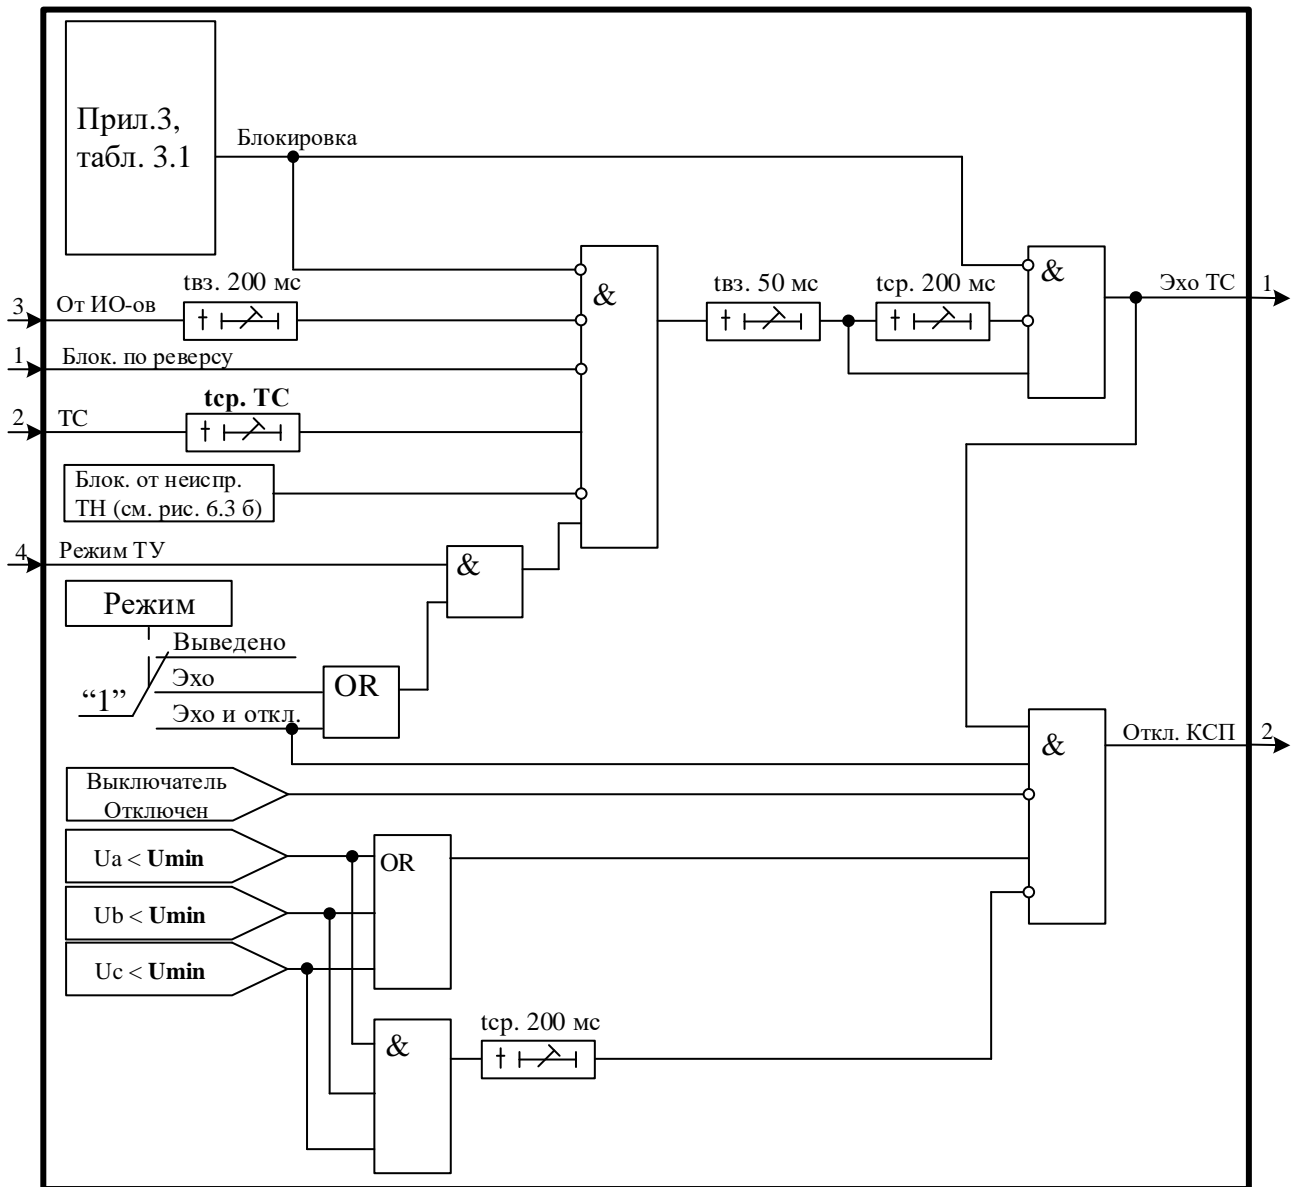 Прил.3,
табл. 3.1
Блокировка
tвз. 200 мс
&
tвз. 50 мс
tср. 200 мс
&
Эхо ТС
1
3
От ИО-ов
1
Блок. по реверсу
tср. ТС
2
ТС
Блок. от неиспр.
ТН (см. рис. 6.3 б)
4
Режим ТУ
&
Режим
Выведено
Эхо
“1”
Эхо и откл.
OR
&
Откл. КСП
2
Выключатель
Отключен
Ua < Umin
OR
Ub < Umin
Uc < Umin
&
tср. 200 мс